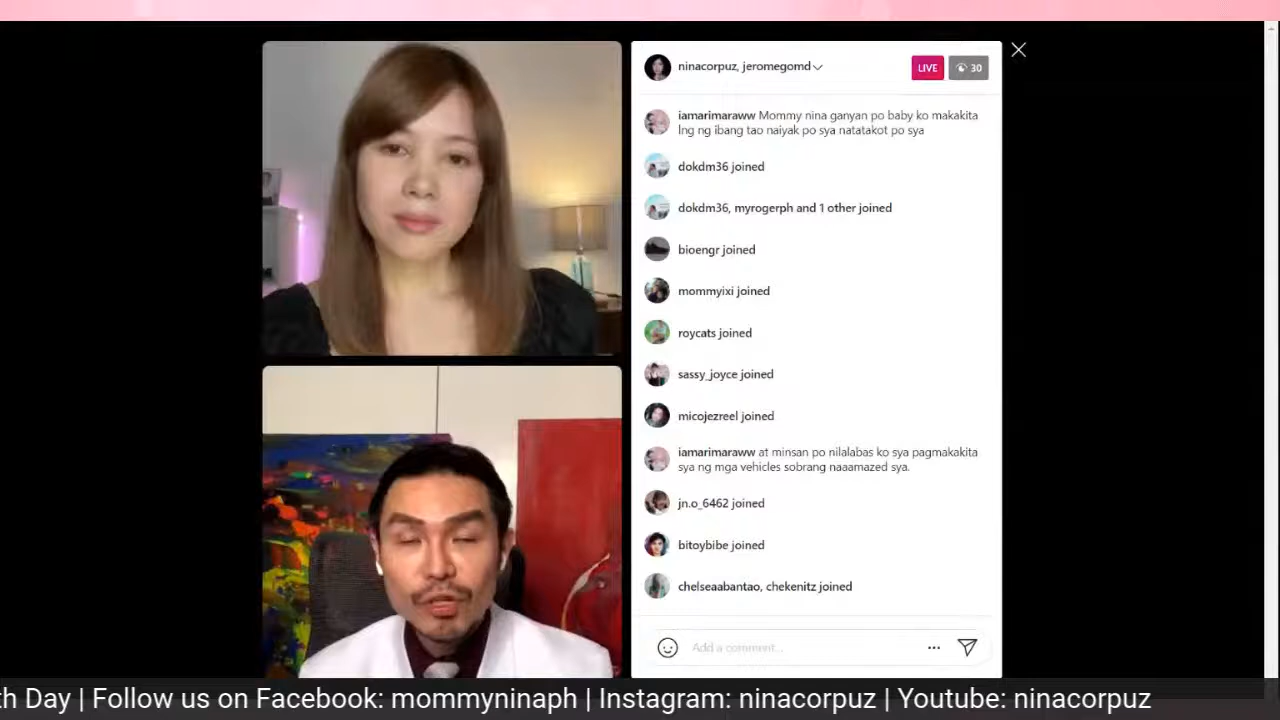 ninacorpuz, jeromegomd
LIVE
30
iamarimaraww Mommy nina ganyan po baby ko makakita
lng ng ibang tao naiyak po sya natatakot po sya
dokdm36 joined
dokdm36, myrogerph and 1 other joined
bioengr joined
mommyixi joined
roycats joined
sassy_joyce joined
micojezreel joined
iamarimaraww at minsan po nilalabas ko sya pagmakakita
sya ng mga vehicles sobrang naaamazed sya.
jn.o_6462 joined
bitoybibe joined
chelseaabantao, chekenitz joined
Add a comment...
th Day | Follow us on Facebook: mommyninaph | Instagram: ninacorpuz | Youtube: ninacorpuz